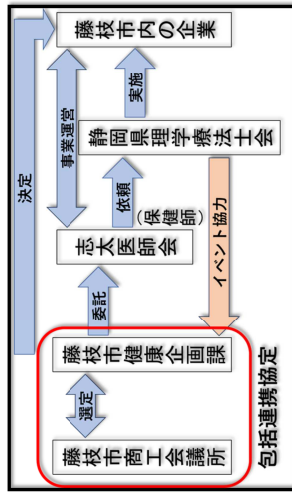 決定
藤枝市内の企業
事業運営
実施
静岡県理学療法士会
依頼
(保健師)
志太医師会
イベント協力
委託
藤枝市健康企画課
選定
藤枝市商工会議所
包括連携協定